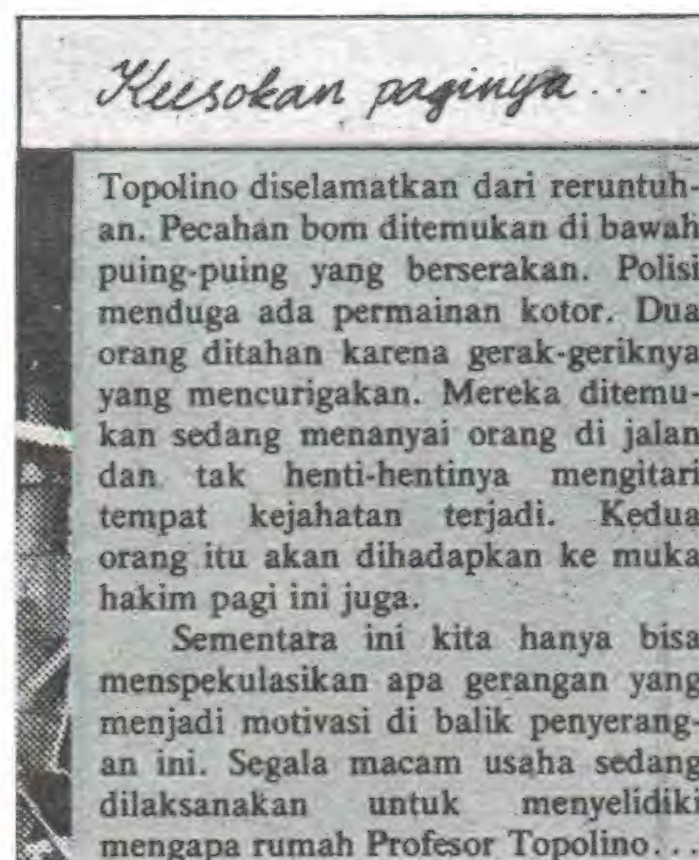 Keesokan paginya...
Topolino diselamatkan dari reruntuh-
an. Pecahan bom ditemukan di bawah
puing-puing yang berserakan. Polisi
menduga ada permainan kotor. Dua
orang ditahan karena gerak-geriknya
yang mencurigakan. Mereka ditemu-
kan sedang menanyai orang di jalan
dan tak henti-hentinya mengitari
tempat kejahatan terjadi. Kedua
orang itu akan dihadapkan ke muka
hakim pagi ini juga.
Sementara ini kita hanya bisa
menspekulasikan apa gerangan yang
menjadi motivasi di balik penyerang-
an ini. Segala macam usaha sedang
dilaksanakan untuk menyelidiki
mengapa rumah Profesor Topolino...